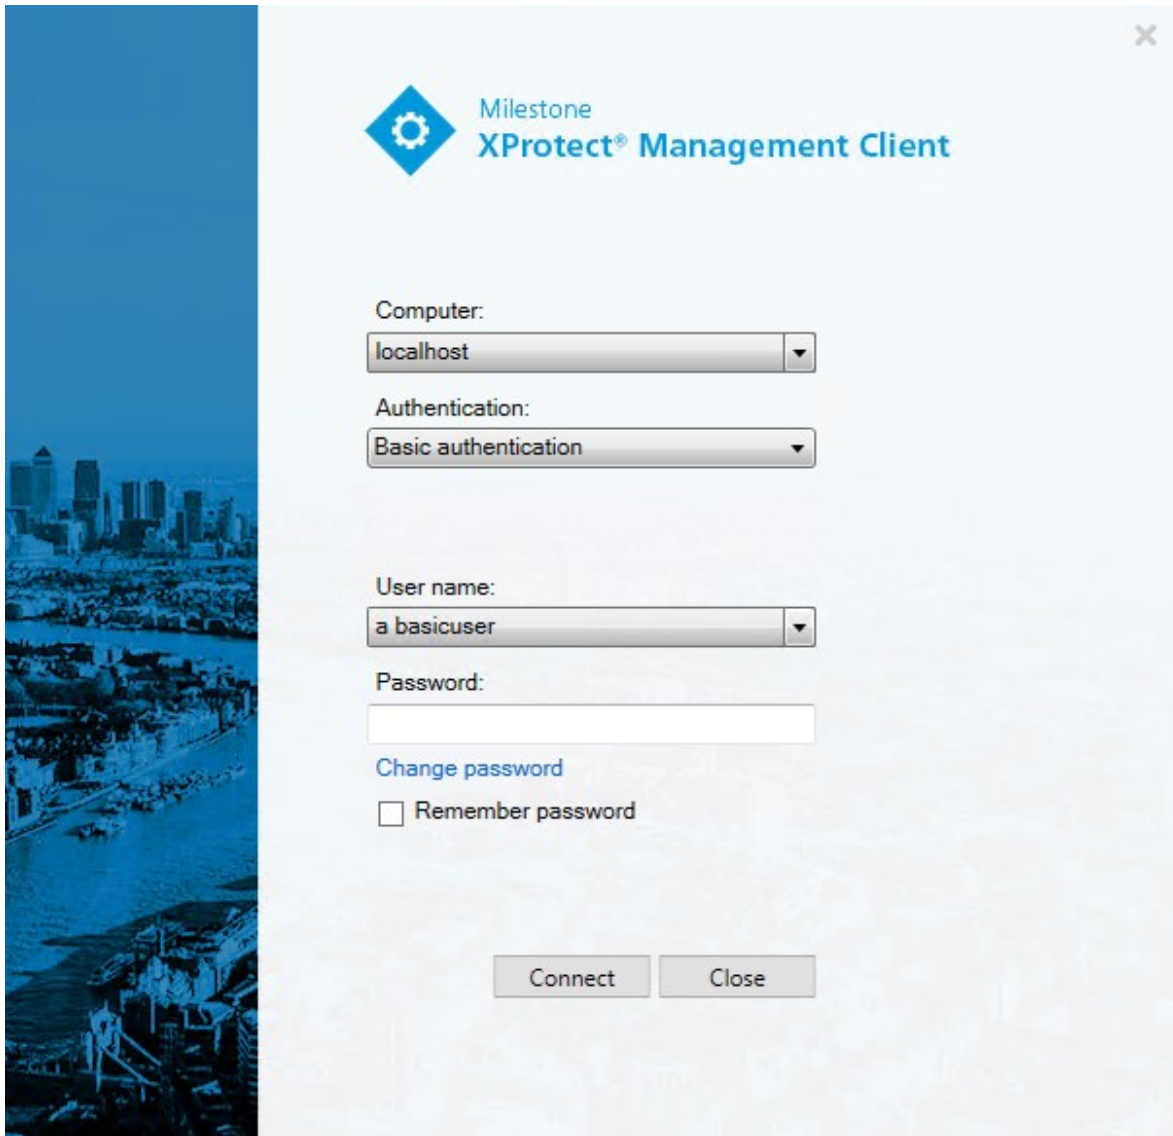 Milestone
XProtect® Management Client
Computer:
localhost
Authentication:
Basic authentication
User name:
a basicuser
Password:
Change password
Remember password
Connect
Close